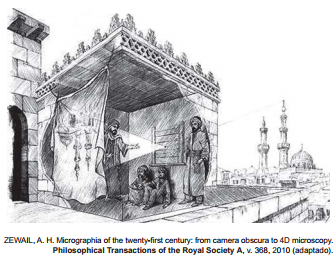 ZEWAIL, A. H. Micrographia of the twenty-first century: from camera obscura to 4D microscopy.
Philosophical Transactions of the Royal Society A, v. 368, 2010 (adaptado).